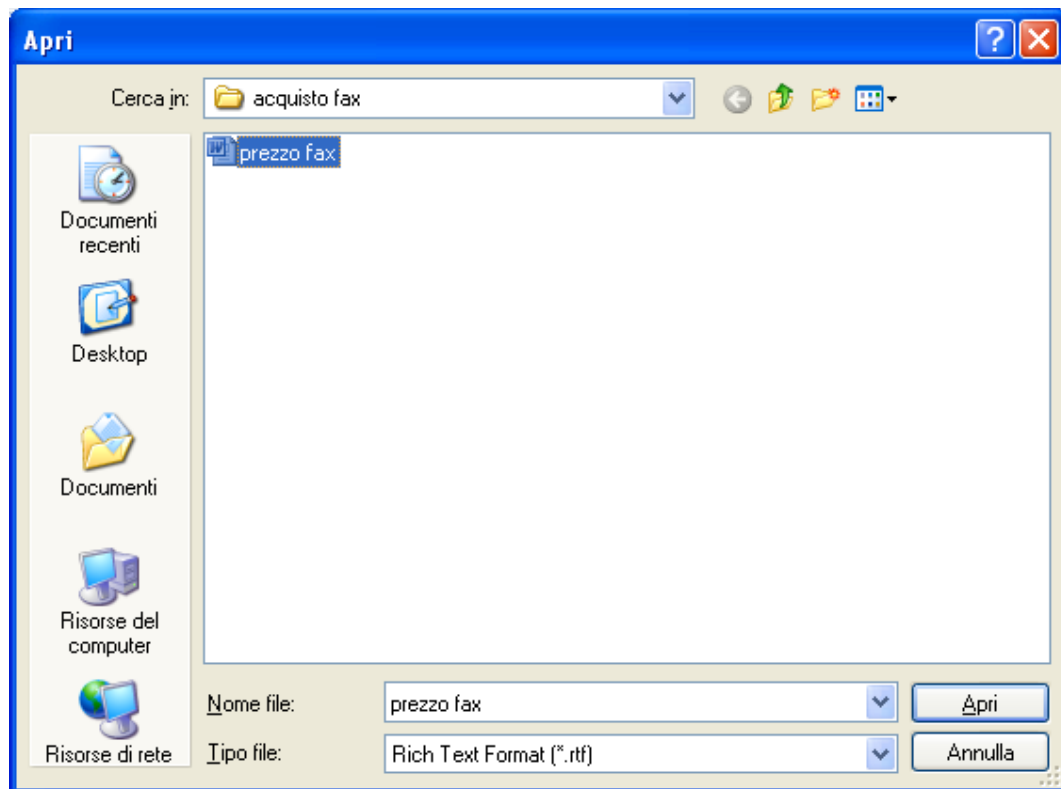 Apri
Cerca in:
acquisto fax
prezzo fax
Documenti
recenti
Desktop
Documenti
Risorse del
computer
Risorse di rete
Nome file:
prezzo fax
Apri
Tipo file:
Rich Text Format (*.rtf)
Annulla